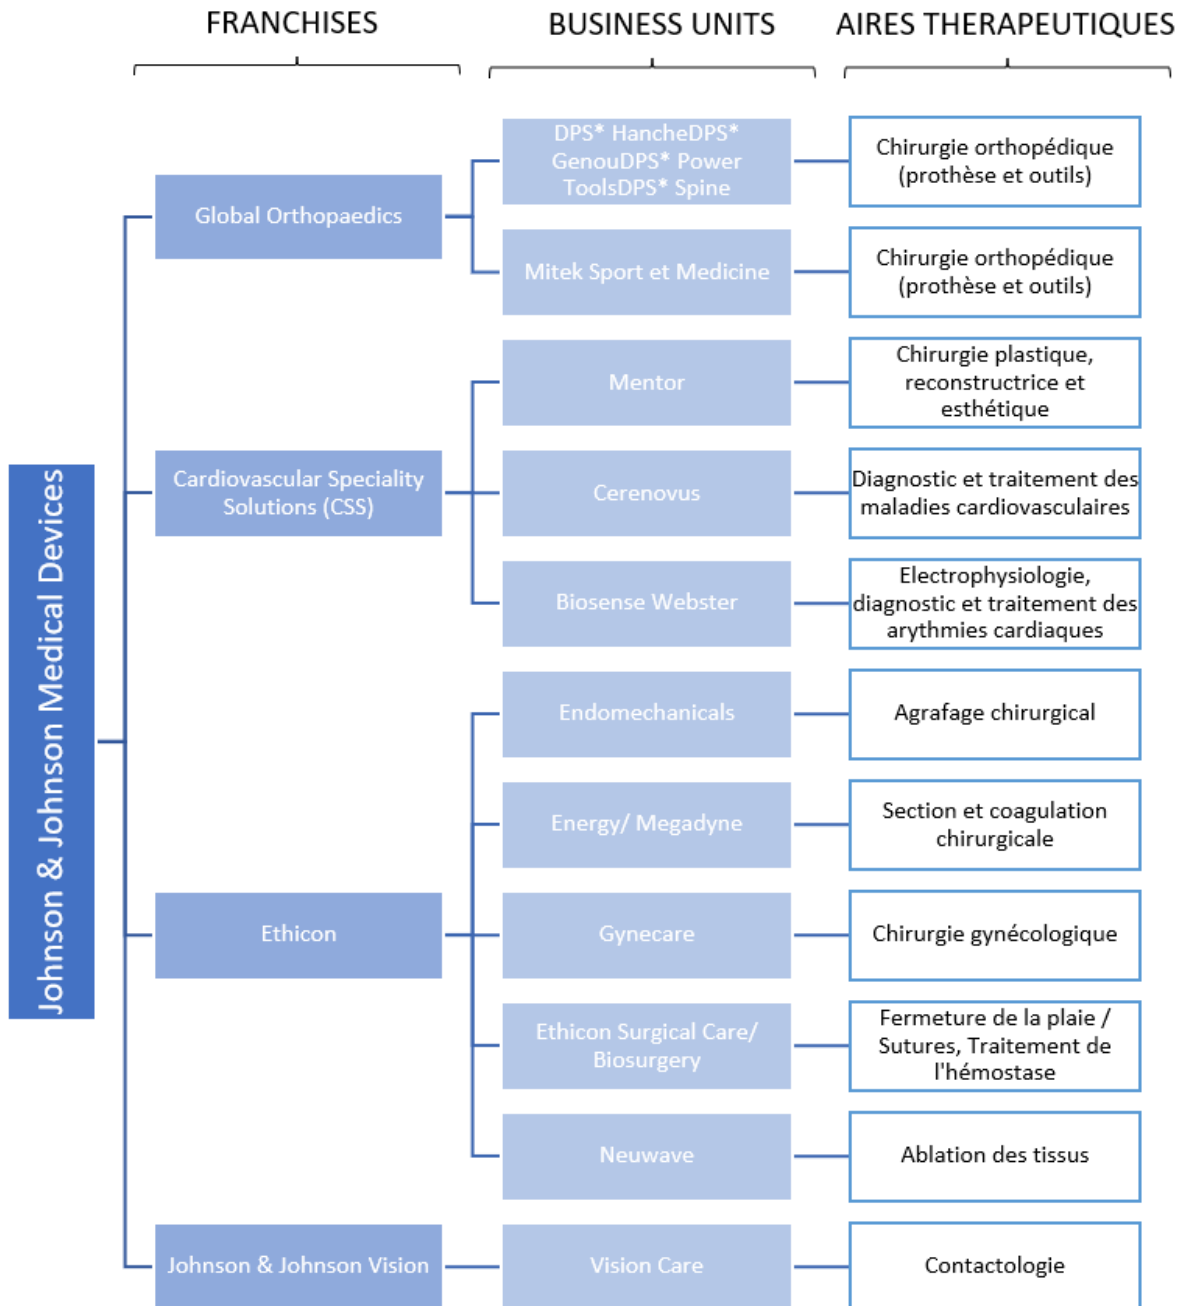 FRANCHISES
BUSINESS UNITS
AIRES THERAPEUTIQUES
Johnson & Johnson Medical Devices
Global Orthopaedics
DPS* HancheDPS*
GenouDPS* Power
ToolsDPS* Spine
Chirurgie orthopédique
(prothèse et outils)
Mitek Sport et Medicine
Chirurgie orthopédique
(prothèse et outils)
Cardiovascular Speciality
Solutions (CSS)
Mentor
Chirurgie plastique,
reconstructrice et
esthétique
Cerenovus
Diagnostic et traitement des
maladies cardiovasculaires
Biosense Webster
Electrophysiologie,
diagnostic et traitement des
arythmies cardiaques
Ethicon
Endomechanicals
Agrafage chirurgical
Energy/ Megadyne
Section et coagulation
chirurgicale
Gynecare
Chirurgie gynécologique
Ethicon Surgical Care/
Biosurgery
Fermeture de la plaie /
Sutures, Traitement de
l'hémostase
Neuwave
Ablation des tissus
Johnson & Johnson Vision
Vision Care
Contactologie